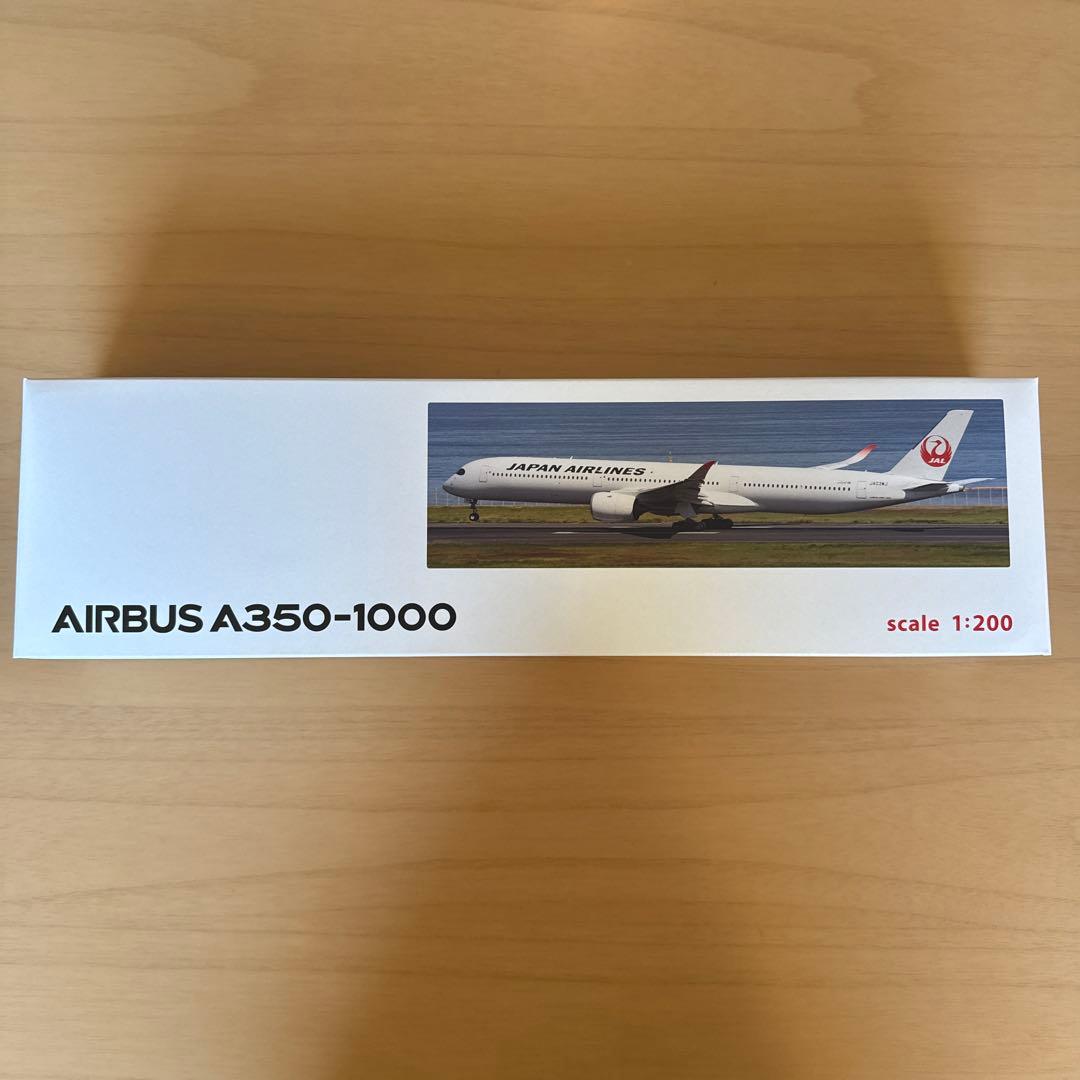 JAPAN AIRLINES
JAL
AIRBUS A350-1000
scale 1:200